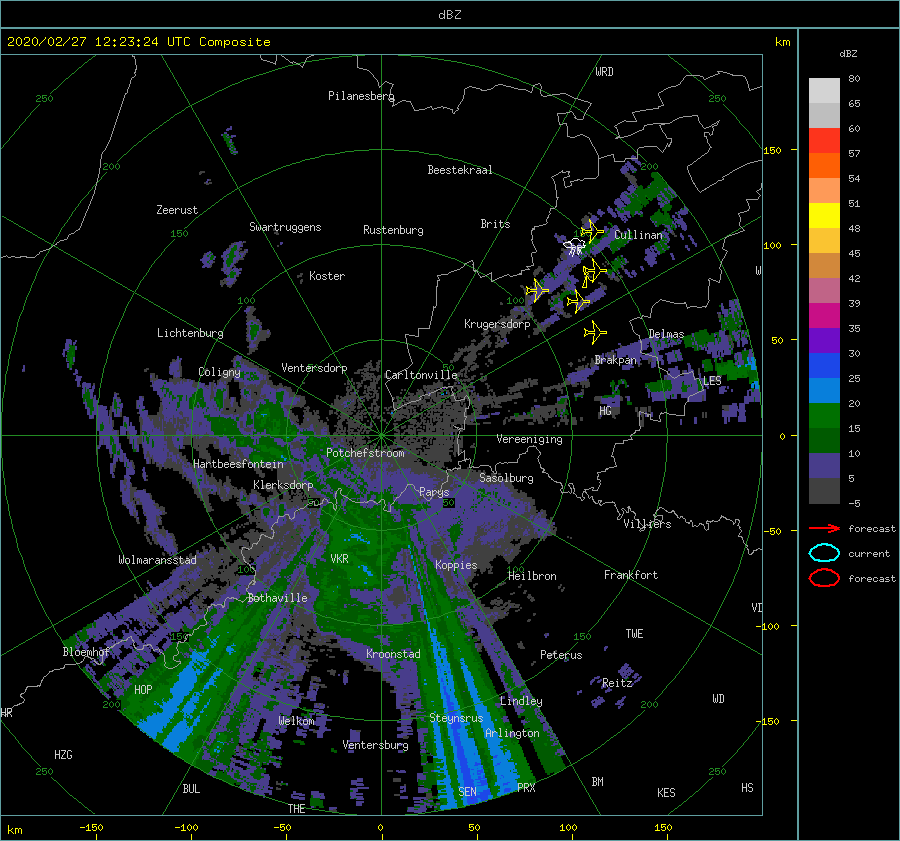 dBZ
2020/02/27 12:23:24 UTC Composite
km
dBZ
250
WRD
250
80
Pilanesberg
65
60
150
57
200
Beestekraal
200
54
Zeerust
51
150
Swartruggens
Rustenburg
Brits
Cullinan
48
100
45
Koster
W
42
100
100
39
Lichtenburg
Krugersdorp
Delmas
35
50
Brakpan
30
Coligny
Ventersdorp
Carltonville
LES
25
HG
20
Vereeniging
0
15
Potchefstroom
10
Hartbeesfontein
Klerksdorp
Parys
Sasolburg
5
50
50
-5
Villiers
forecast
-50
Wolmaransstad
VKR
Koppies
current
100
100
Heilbron
Frankfort
forecast
Bothaville
VI
-100
150
150
TWE
Bloemhof
Kroonstad
Peterus
HOP
Reitz
200
Lindley
200
WD
HR
Welkom
Steynsrus
-150
Arlington
HZG
Ventersburg
250
250
BUL
SEN
PRX
BM
KES
HS
THE
km
-150
-100
-50
0
50
100
150